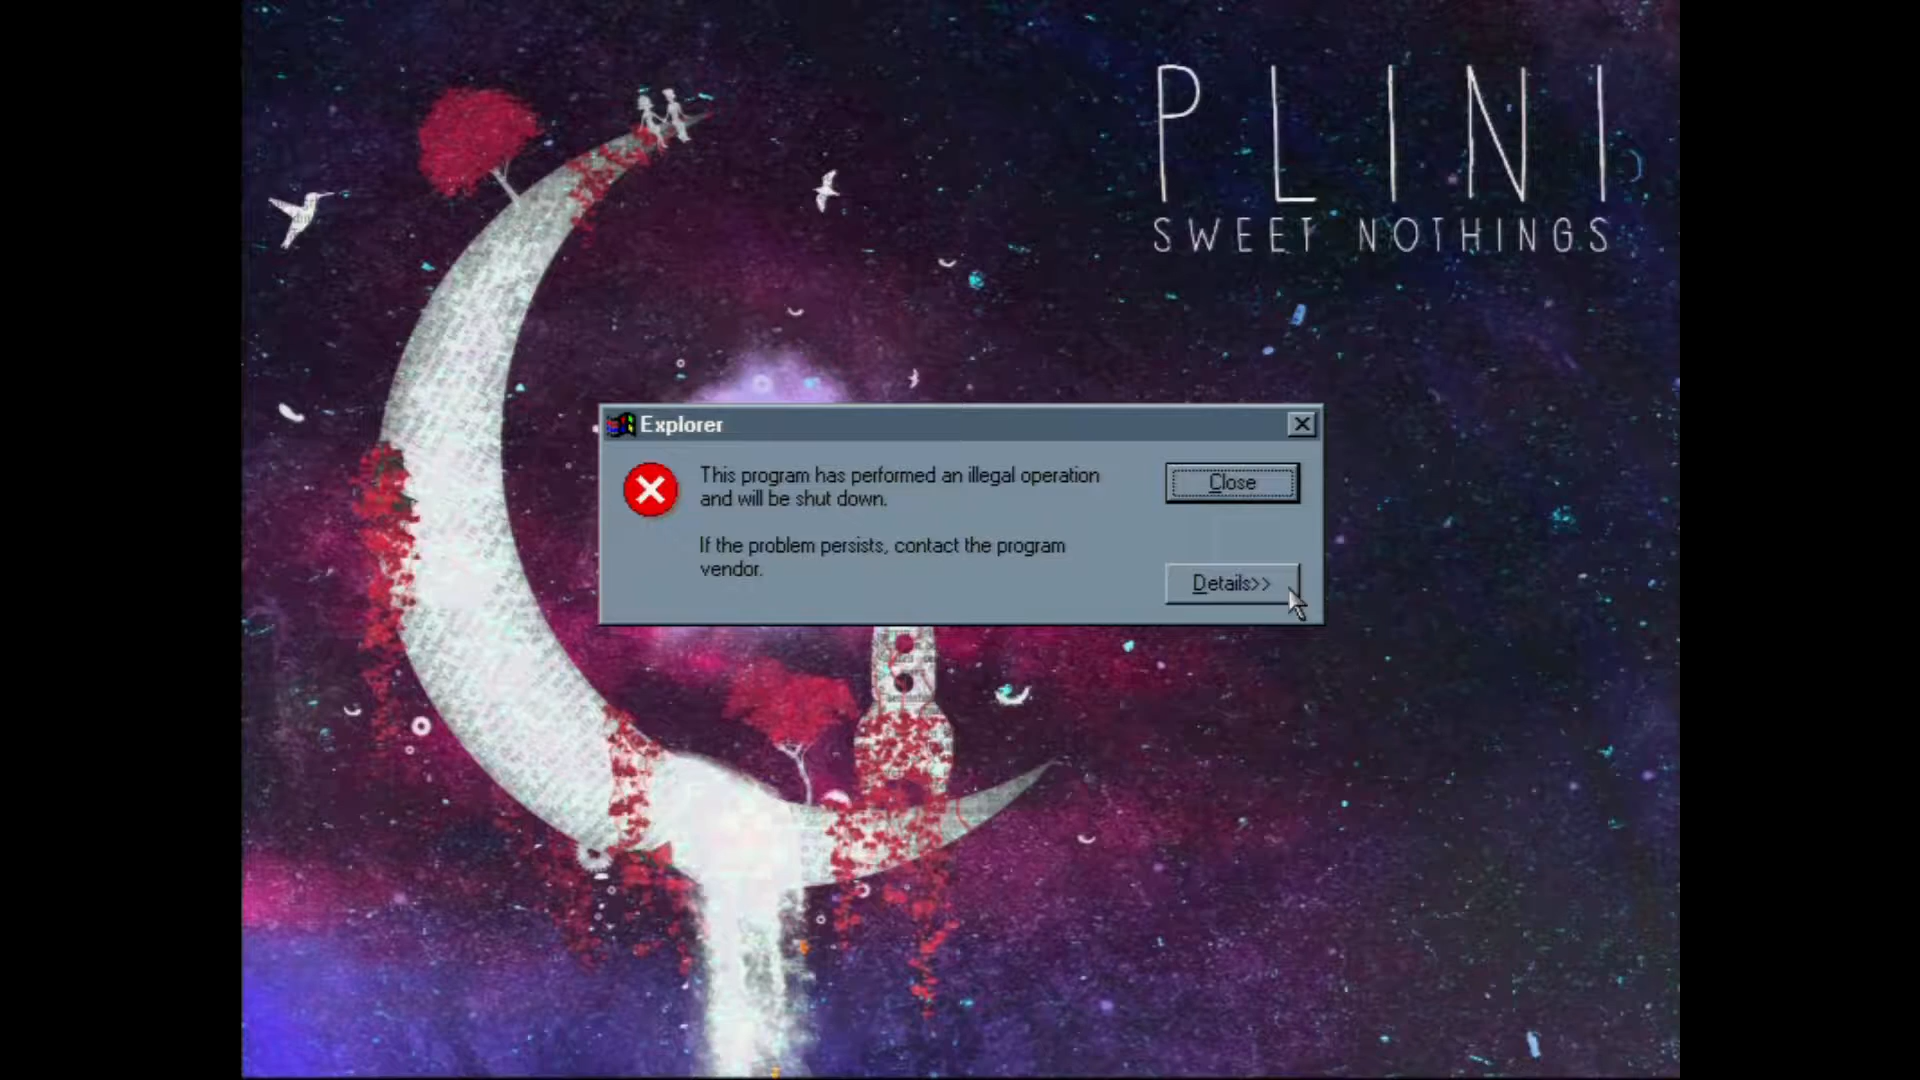 PLINI
SWEET NOTHINGS
Explorer
This program has performed an illegal operation
and will be shut down.
If the problem persists, contact the program
vendor.
Close
Details>>